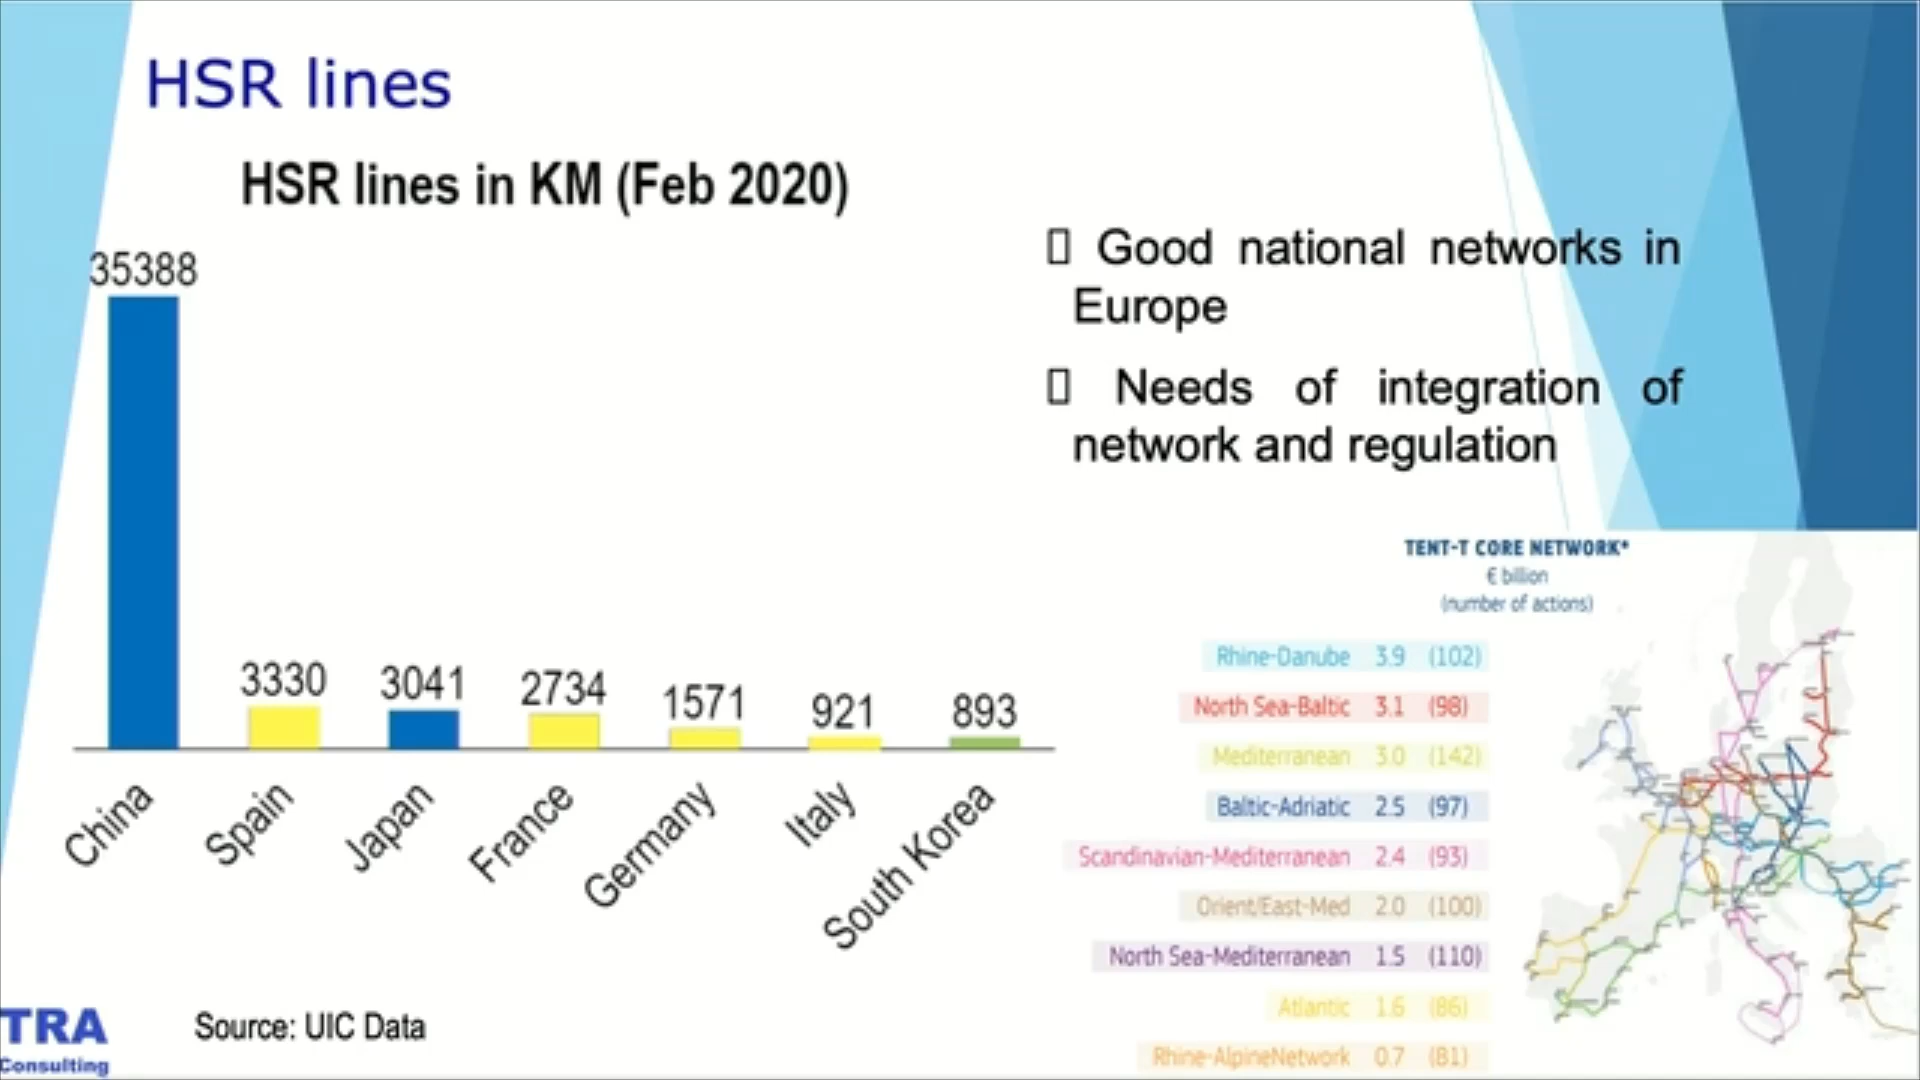 HSR lines
HSR lines in KM (Feb 2020)
35388
3330
3041
2734
1571
921
893
China
Spain
Japan
France
Germany
Italy
South Korea
Source: UIC Data
TRA
Consulting
Good national networks in
Europe
Needs of integration of
network and regulation
TENT-T CORE NETWORK*
€ billion
(number of actions)
Rhine-Danube 3.9 (102)
North Sea-Baltic 3.1 (98)
Mediterranean 3.0 (142)
Baltic-Adriatic 2.5 (97)
Scandinavian-Mediterranean 2.4 (93)
Orient/East-Med 2.0 (100)
North Sea-Mediterranean 1.5 (110)
Atlantic 1.6 (86)
Rhine-AlpineNetwork 0.7 (81)